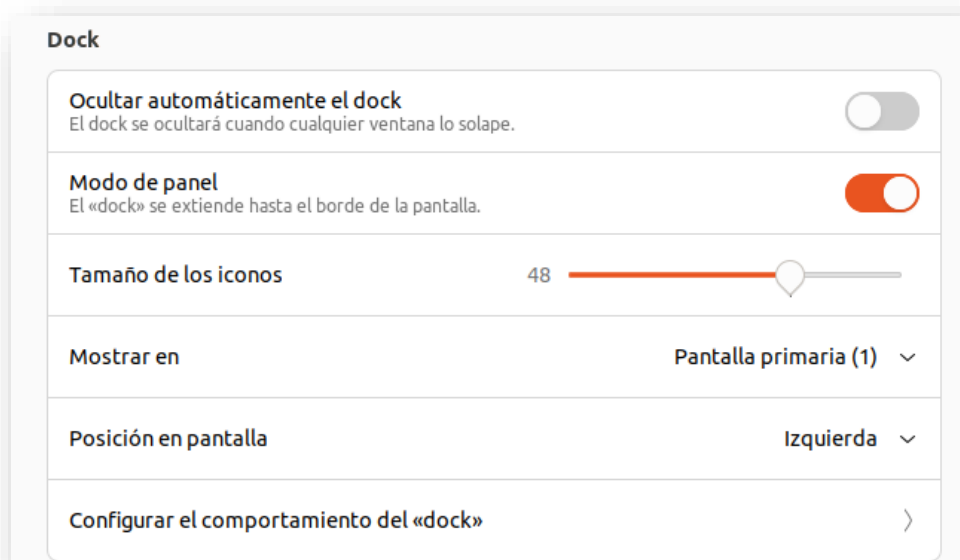 Dock
Ocultar automáticamente el dock
El dock se ocultará cuando cualquier ventana lo solape.
Modo de panel
El «dock» se extiende hasta el borde de la pantalla.
Tamaño de los iconos 48
Mostrar en Pantalla primaria (1)
Posición en pantalla Izquierda
Configurar el comportamiento del «dock»